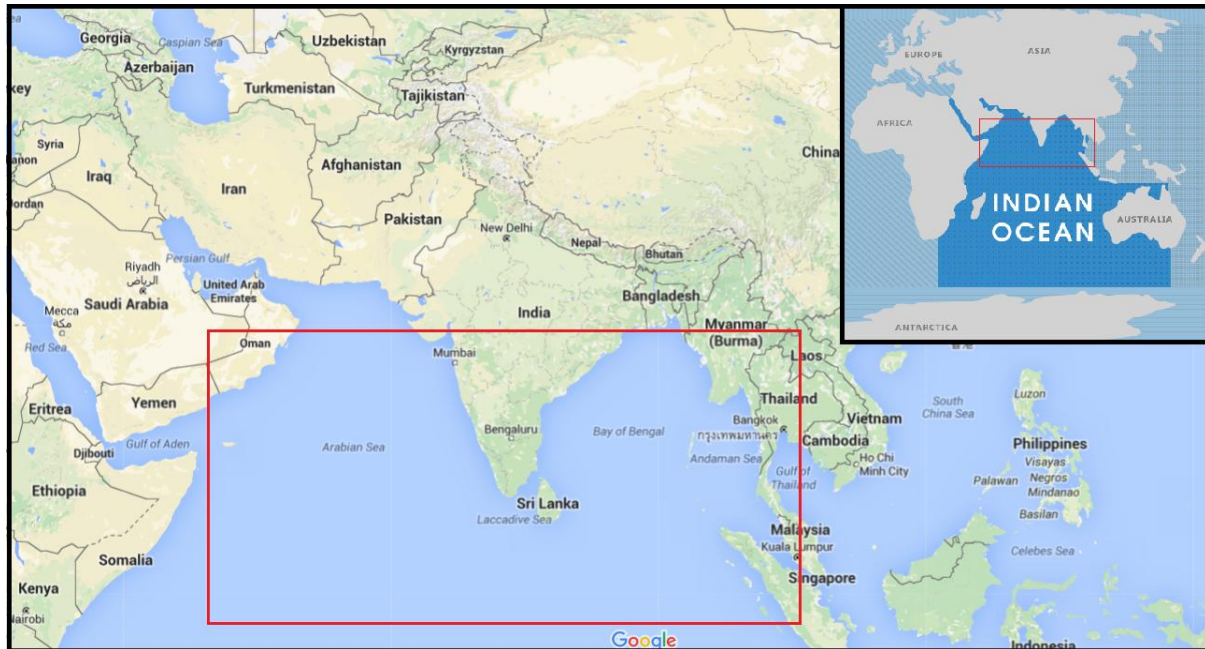 Georgia
Caspian Sea
Uzbekistan
Kyrgyzstan
Azerbaijan
Turkmenistan
Tajikistan
key
Syria
anon
Iraq
Iran
Afghanistan
China
Jordan
Pakistan
New Delhi
Nepal
Bhutan
Persian Gulf
Riyadh
الرياض
Saudi Arabia
United Arab
Emirates
Bangladesh
India
Mecca
مكة
Oman
Myanmar
(Burma)
Red Sea
Mumbai
Laos
Yemen
Eritrea
Thailand
Bangkok
กรุงเทพมหานคร
Vietnam
South
China Sea
Luzon
Gulf of Aden
Arabian Sea
Bengaluru
Bay of Bengal
Andaman Sea
Cambodia
Ho Chi
Minh City
Philippines
Djibouti
Gulf of
Thailand
Visayas
Negros
Palawan
Mindanao
Basilan
Ethiopia
Sri Lanka
Laccadive Sea
Malaysia
Kuala Lumpur
Celebes Sea
Somalia
Singapore
Kenya
Nairobi
Google
Indonesia
EUROPE
ASIA
AFRICA
INDIAN
OCEAN
AUSTRALIA
ANTARCTICA